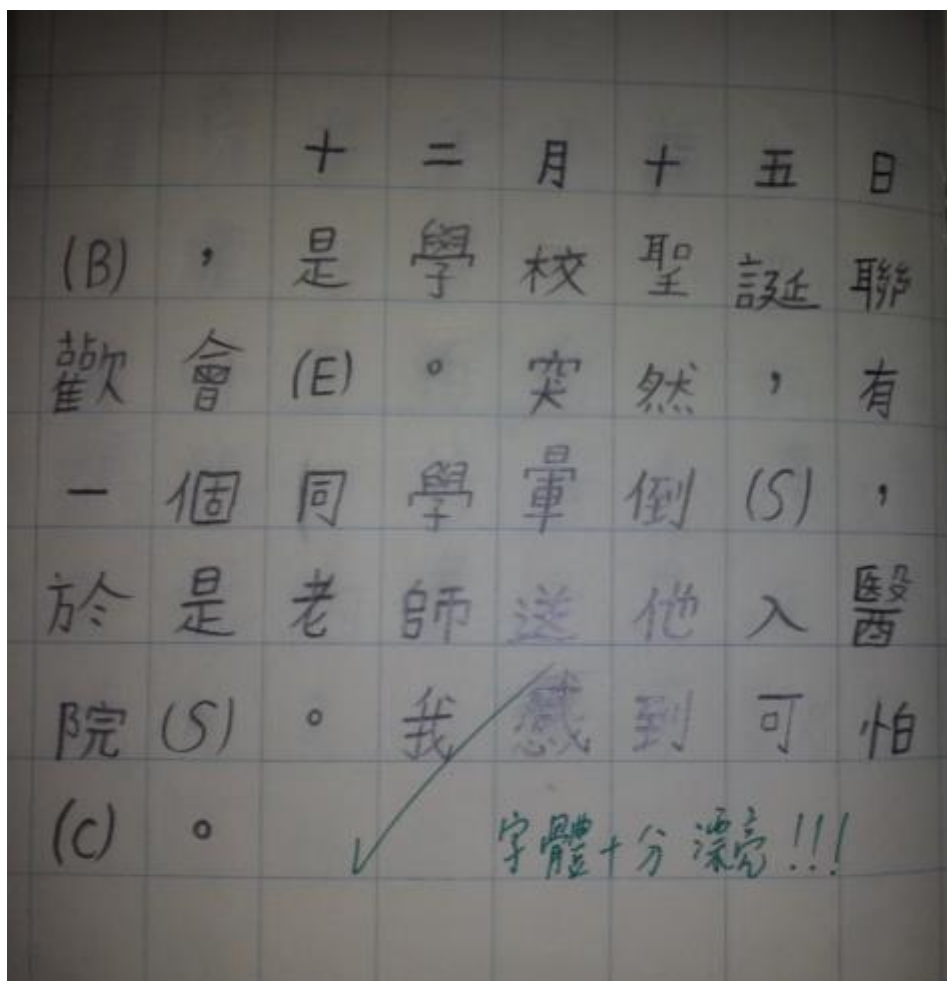 十二月十五日
(B)，是學校聖誕聯
歡會(E)。突然，有
一個同學暈倒(S)，
於是老師送他入醫
院(S)。我感到可怕
(C)。
字體十分漂亮!!!